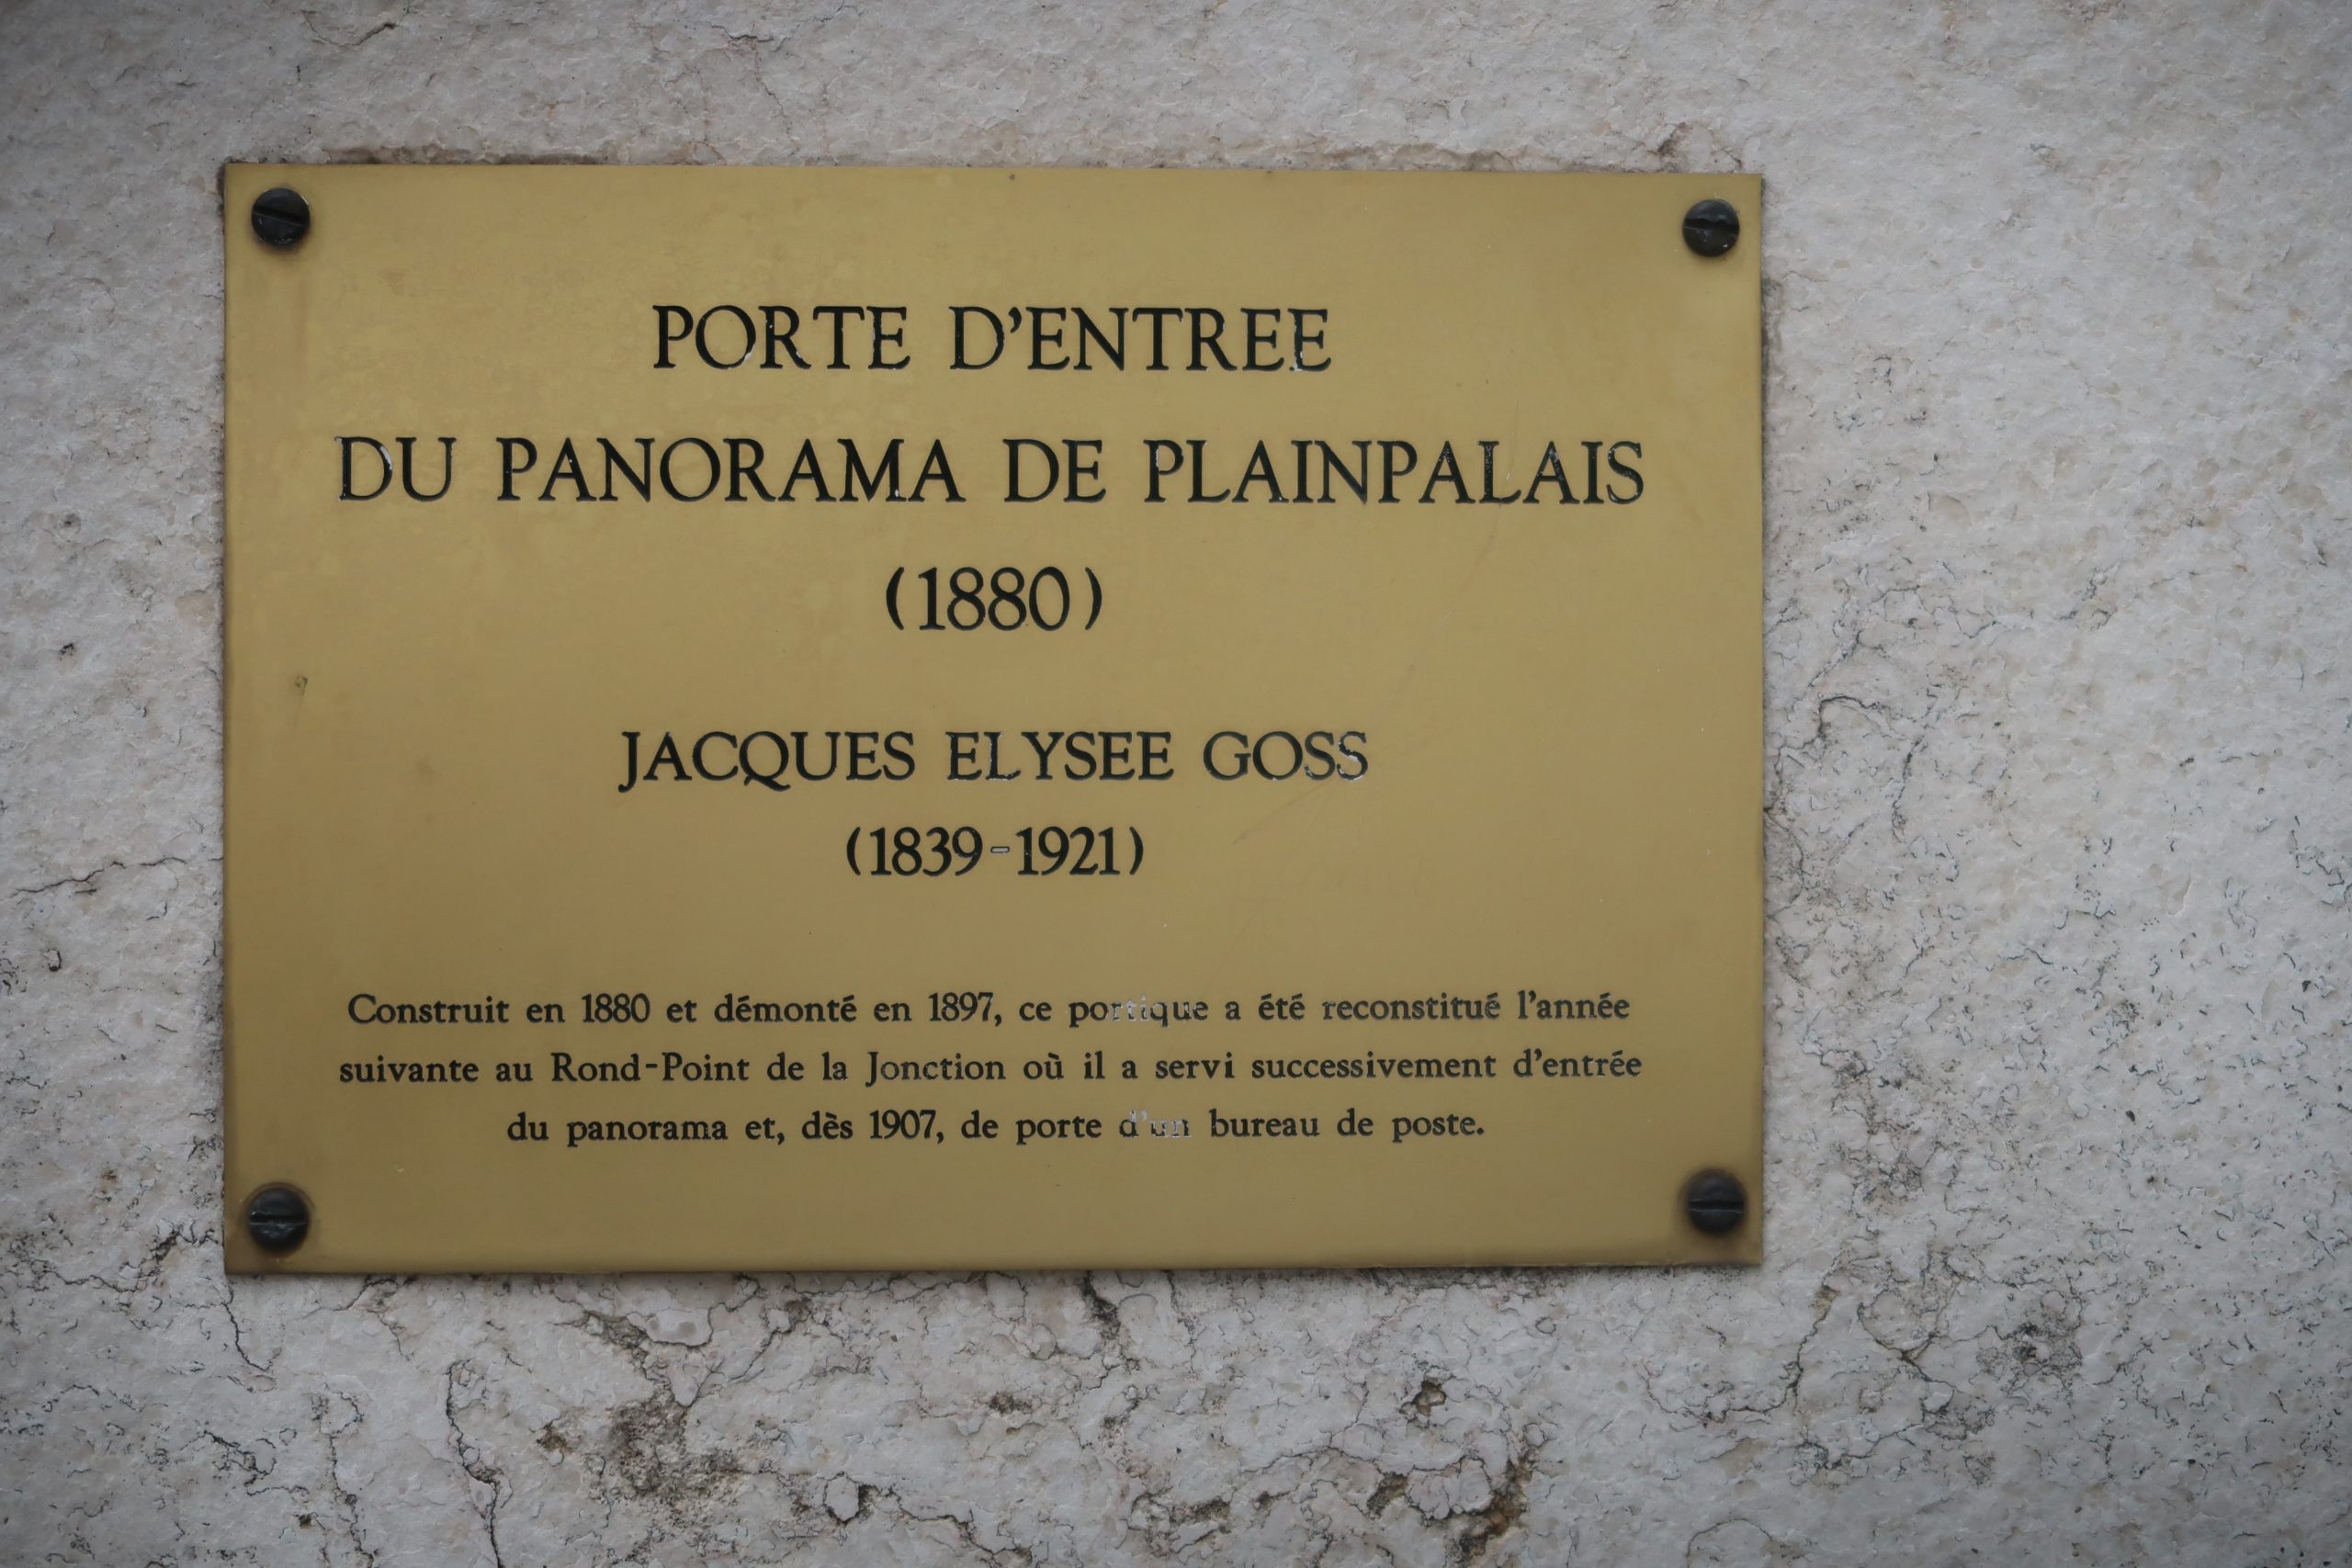 PORTE D'ENTREE
DU PANORAMA DE PLAINPALAIS
(1880)
JACQUES ELYSEE GOSS
(1839-1921)
Construit en 1880 et démonté en 1897, ce portique a été reconstitué l'année
suivante au Rond-Point de la Jonction où il a servi successivement d'entrée
du panorama et, dès 1907, de porte d'un bureau de poste.